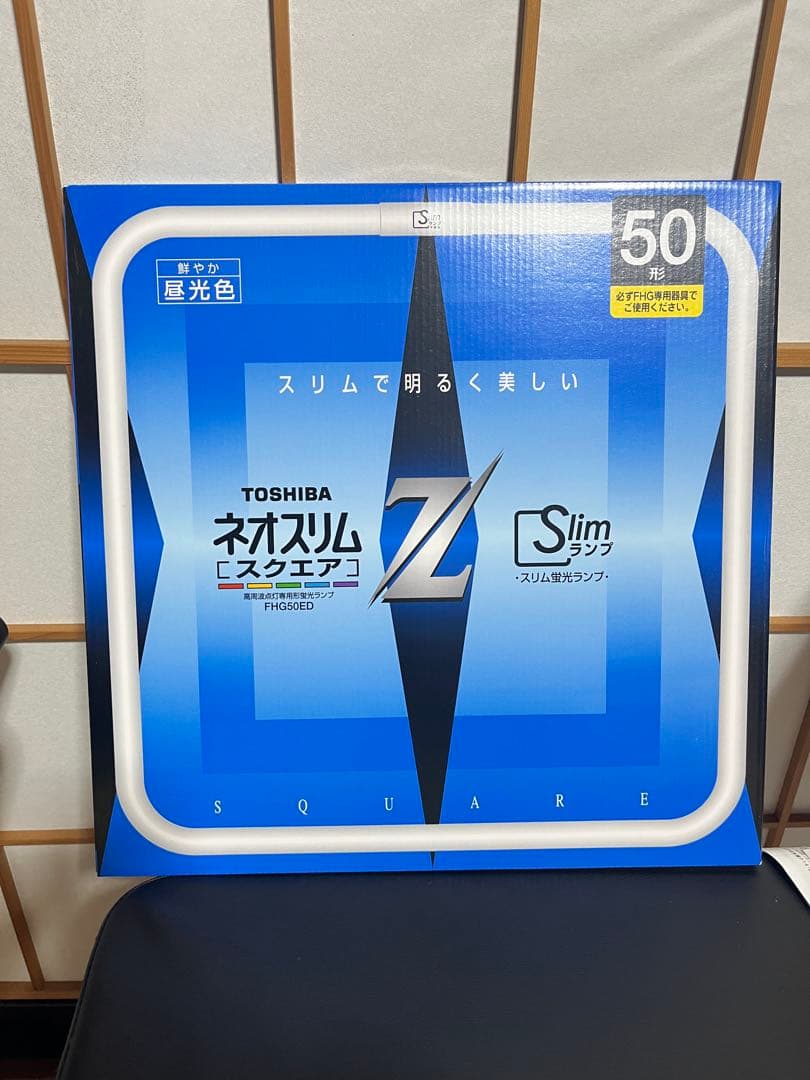 Slim
50
形
必ずFHG専用器具で
ご使用ください。
鮮やか
昼光色
スリムで明るく美しい
TOSHIBA
ネオスリム
[スクエア]
高周波点灯専用形蛍光ランプ
FHG50ED
Z
Slim
ランプ
・スリム蛍光ランプ・
SQUARE